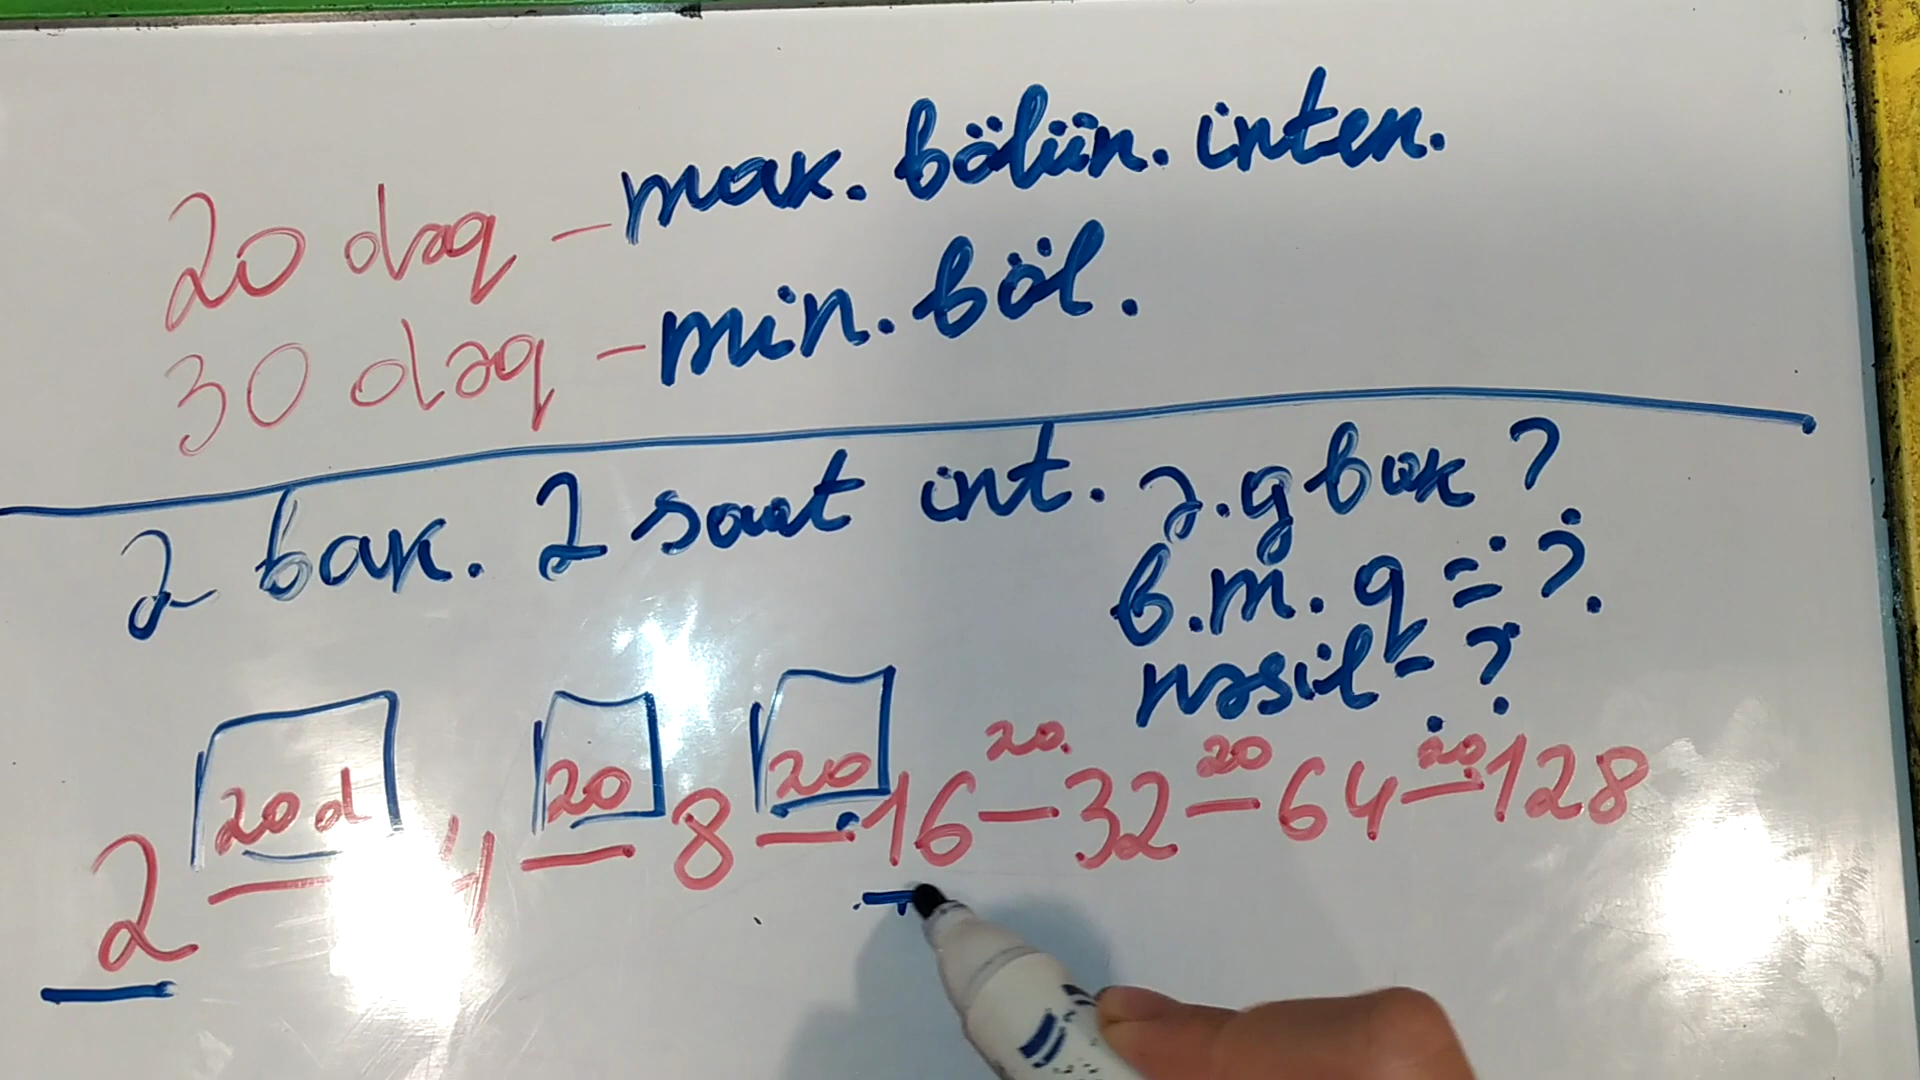 20 dəq - max. bölün. inten.
30 dəq - min. böl.
2 bak. 2 saat int. ə.g bak?
b.m.q = ?
nəsil - ?
20d 20 20 20. 20 20
2 — 4 — 8 — 16 — 32 — 64 — 128